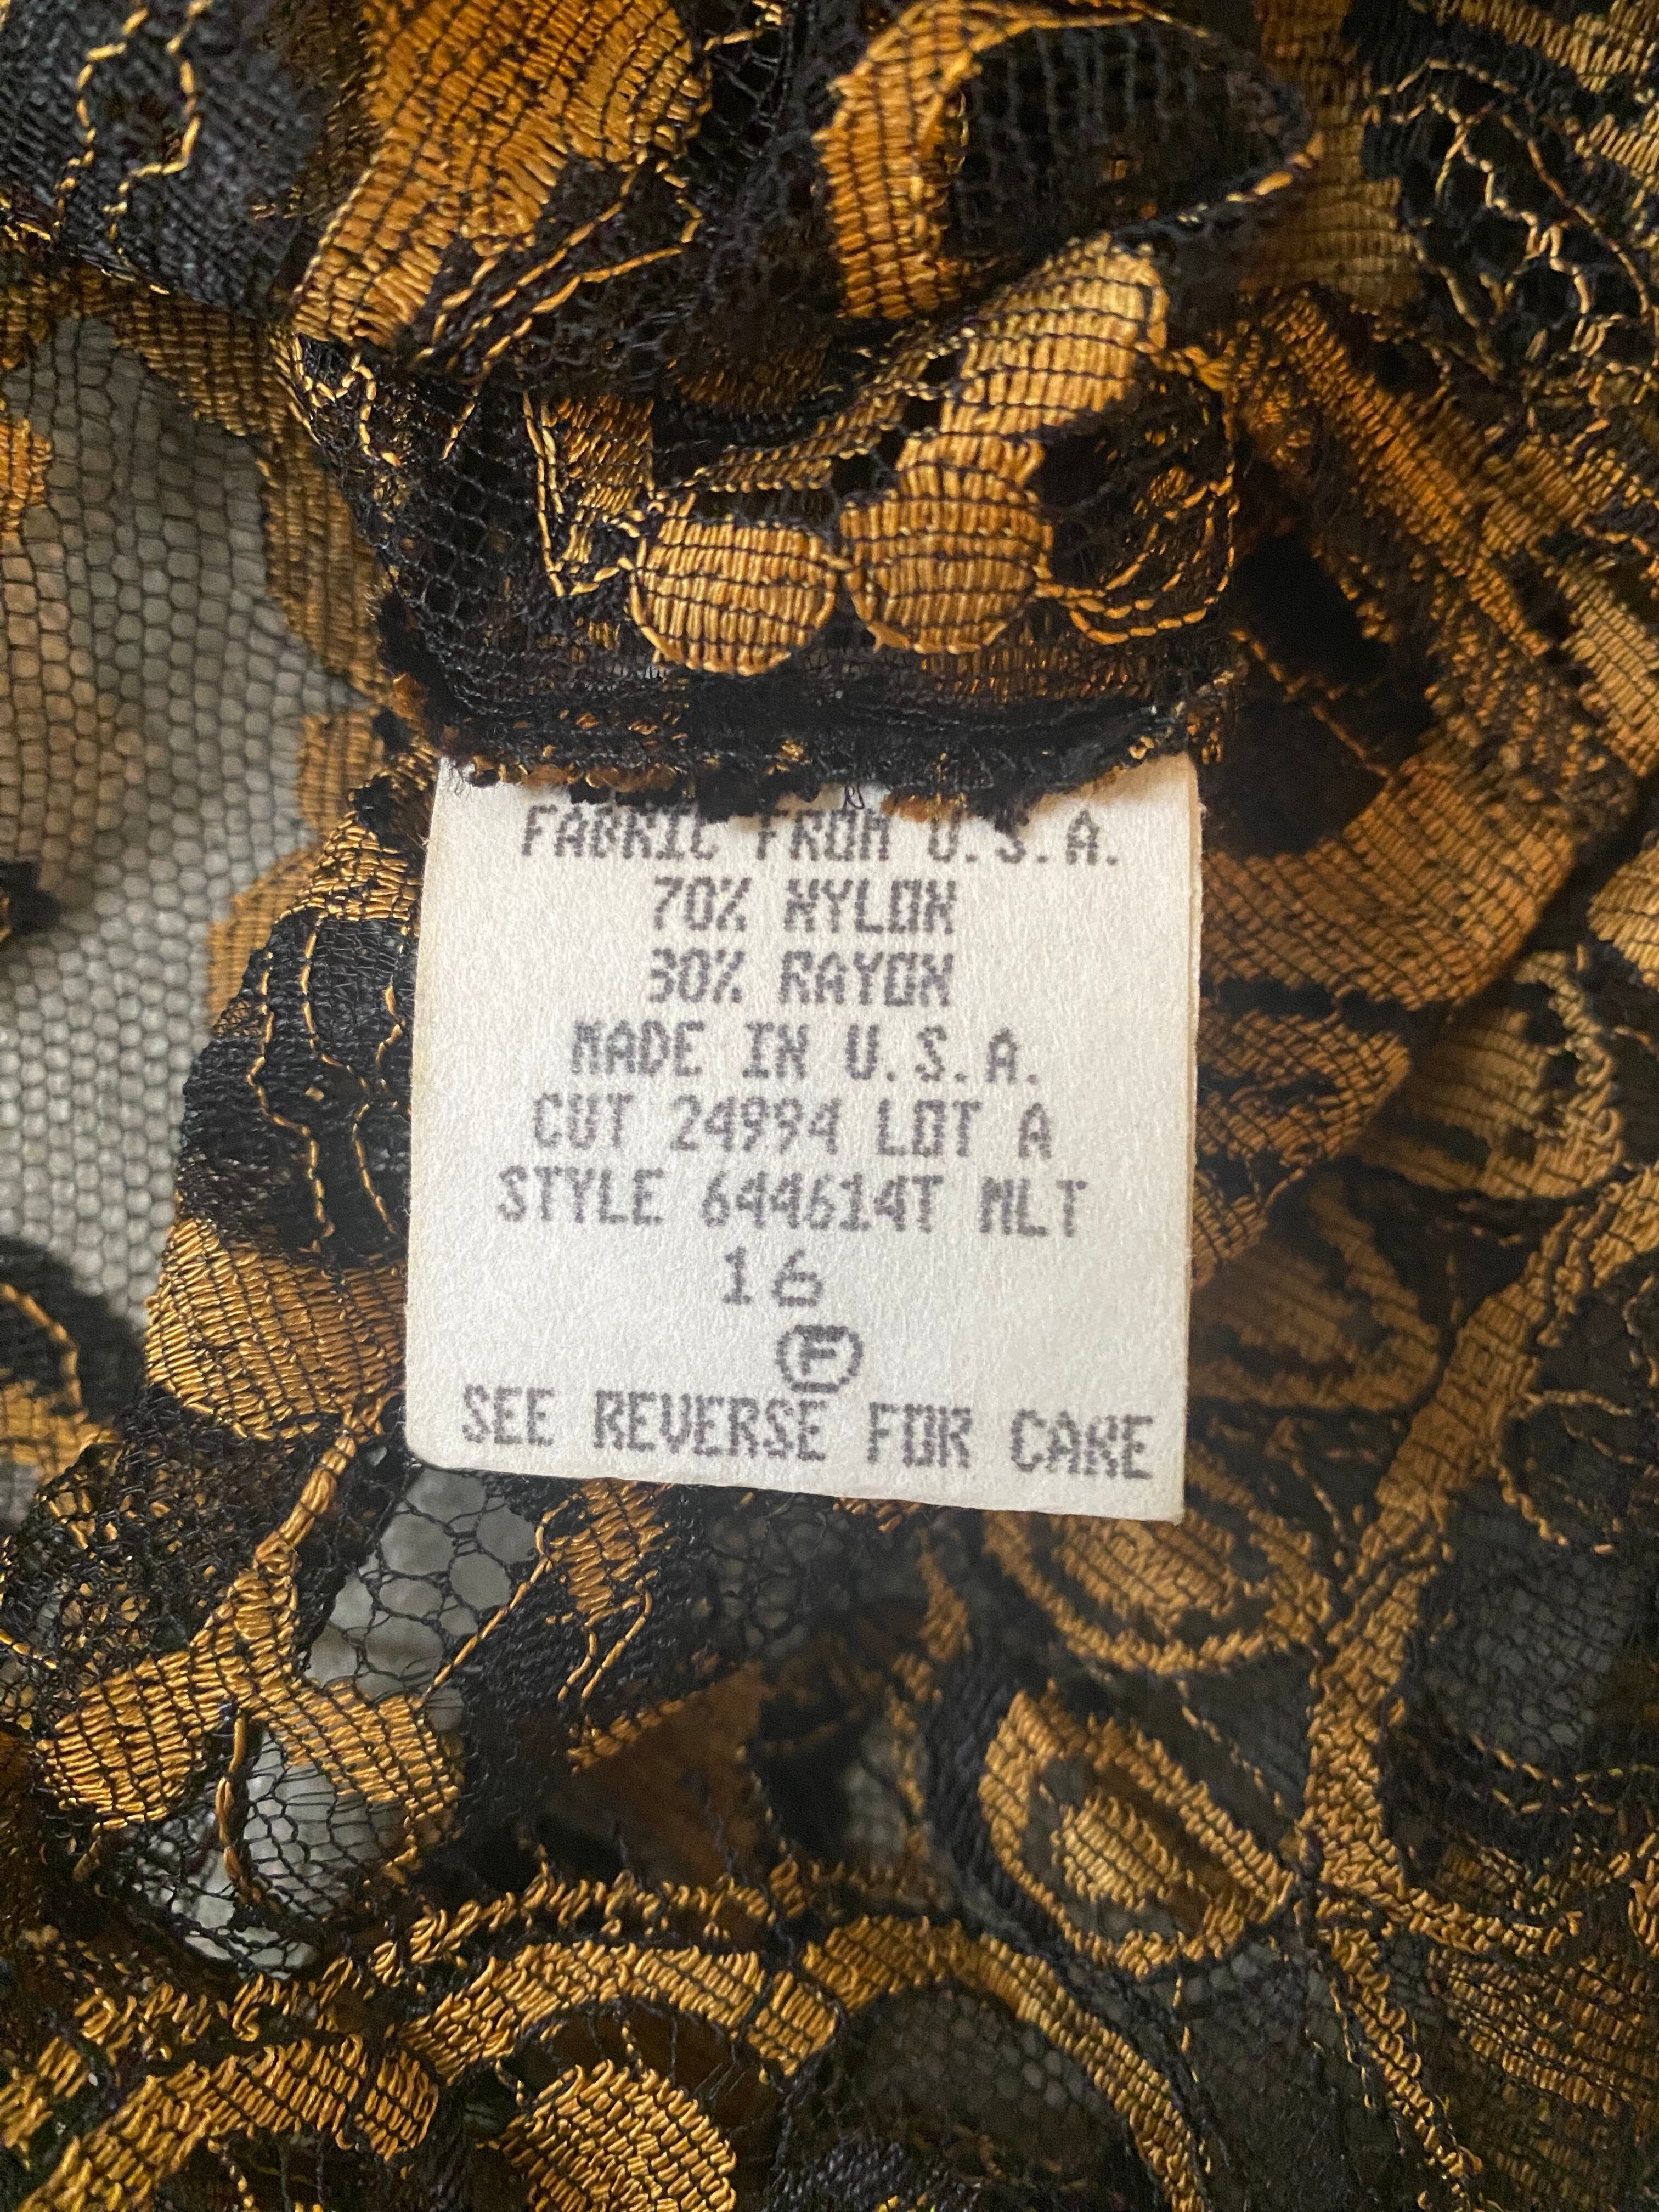 FABRIC FROM U.S.A.
70% NYLON
30% RAYON
MADE IN U.S.A.
CUT 24994 LOT A
STYLE 644614T MLT
16
F
SEE REVERSE FOR CARE